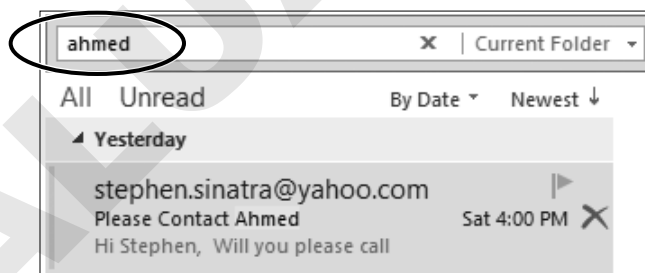 ahmed Current Folder
All Unread By Date Newest
Yesterday
stephen.sinatra@yahoo.com
Please Contact Ahmed Sat 4:00 PM
Hi Stephen, Will you please call